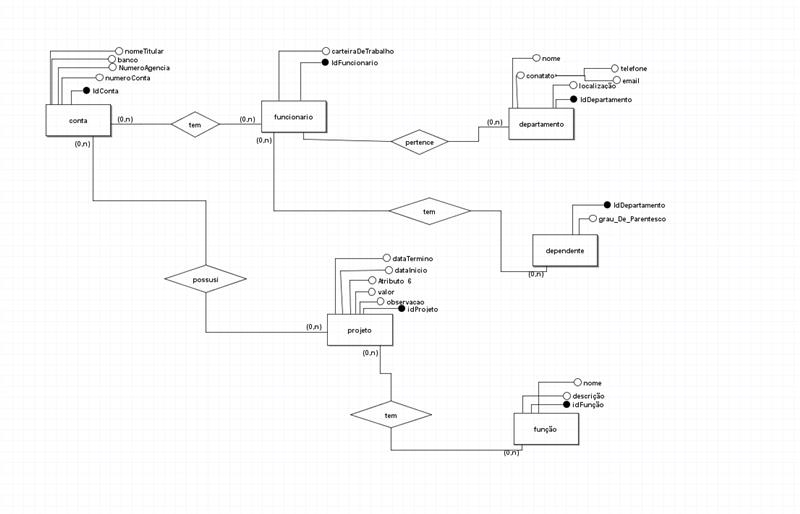 nomeTitular
banco
NumeroAgencia
numeroConta
IdConta
conta
(0,n)
(0,n)
tem
(0,n)
carteiraDeTrabalho
IdFuncionario
funcionario
(0,n)
pertence
(0,n)
nome
conatato
telefone
email
localização
IdDepartamento
departamento
tem
IdDepartamento
grau_De_Parentesco
dependente
(0,n)
possusi
(0,n)
dataTermino
dataInicio
Atributo_6
valor
observacao
idProjeto
projeto
(0,n)
tem
nome
descrição
idFunção
função
(0,n)